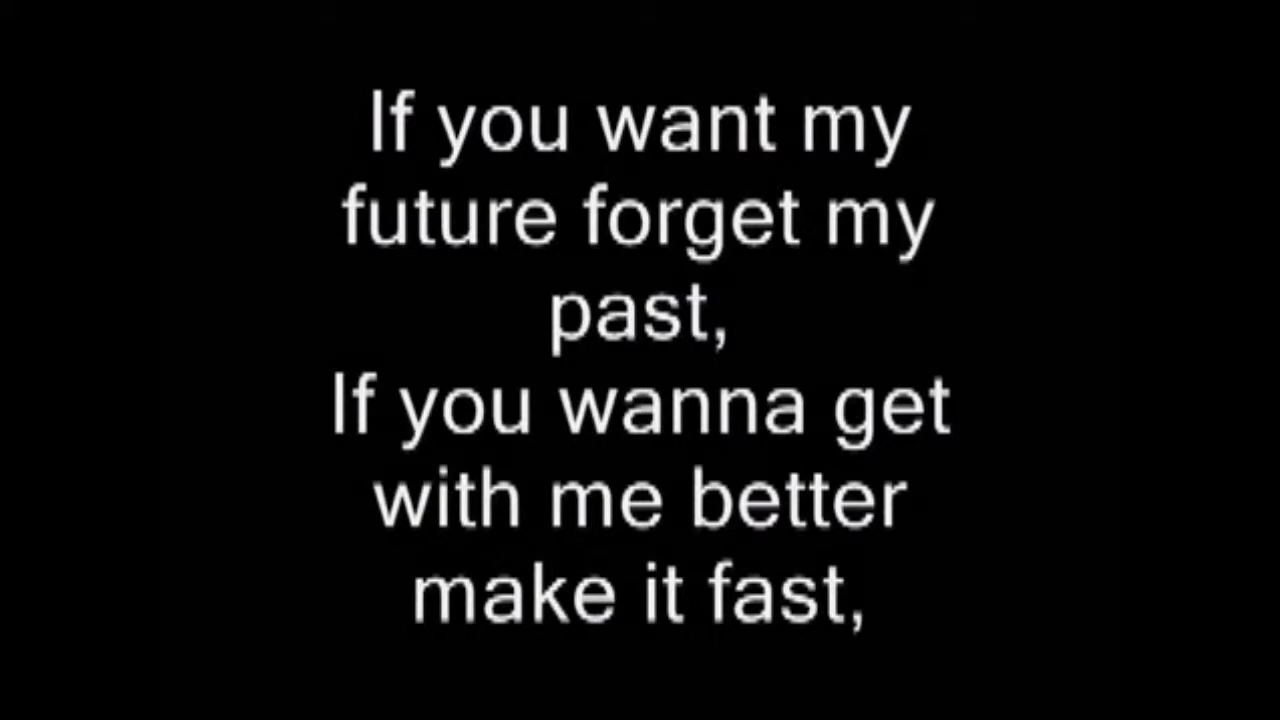 If you want my
future forget my
past,
If you wanna get
with me better
make it fast,